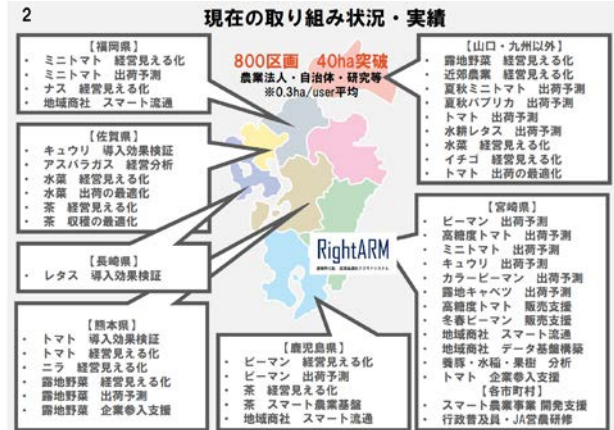 2
現在の取り組み状況・実績
【福岡県】
・ ミニトマト 経営見える化
・ ミニトマト 出荷予測
・ ナス 経営見える化
・ 地域商社 スマート流通
800区画 40ha突破
農業法人・自治体・研究等
※0.3ha/user平均
【山口・九州以外】
・ 露地野菜 経営見える化
・ 近郊農業 経営見える化
・ 夏秋ミニトマト 出荷予測
・ 夏秋パプリカ 出荷予測
・ トマト 出荷予測
・ 水耕レタス 出荷予測
・ 水菜 経営見える化
・ イチゴ 経営見える化
・ トマト 出荷の最適化
【佐賀県】
・ キュウリ 導入効果検証
・ アスパラガス 経営分析
・ 水菜 経営見える化
・ 水菜 出荷の最適化
・ 茶 経営見える化
・ 茶 収穫の最適化
【長崎県】
・ レタス 導入効果検証
RightARM
【宮崎県】
・ ピーマン 出荷予測
・ 高糖度トマト 出荷予測
・ ミニトマト 出荷予測
・ キュウリ 出荷予測
・ カラーピーマン 出荷予測
・ 露地キャベツ 出荷予測
・ 高糖度トマト 販売支援
・ 冬春ピーマン 販売支援
・ 地域商社 スマート流通
・ 地域商社 データ基盤構築
・ 養豚・水稲・果樹 分析
・ トマト 企業参入支援
【各市町村】
・ スマート農業事業 開発支援
・ 行政普及員・JA営農研修
【熊本県】
・ トマト 導入効果検証
・ トマト 経営見える化
・ ニラ 経営見える化
・ 露地野菜 経営見える化
・ 露地野菜 出荷予測
・ 露地野菜 企業参入支援
【鹿児島県】
・ ピーマン 経営見える化
・ ピーマン 出荷予測
・ 茶 経営見える化
・ 茶 スマート農業基盤
・ 地域商社 スマート流通